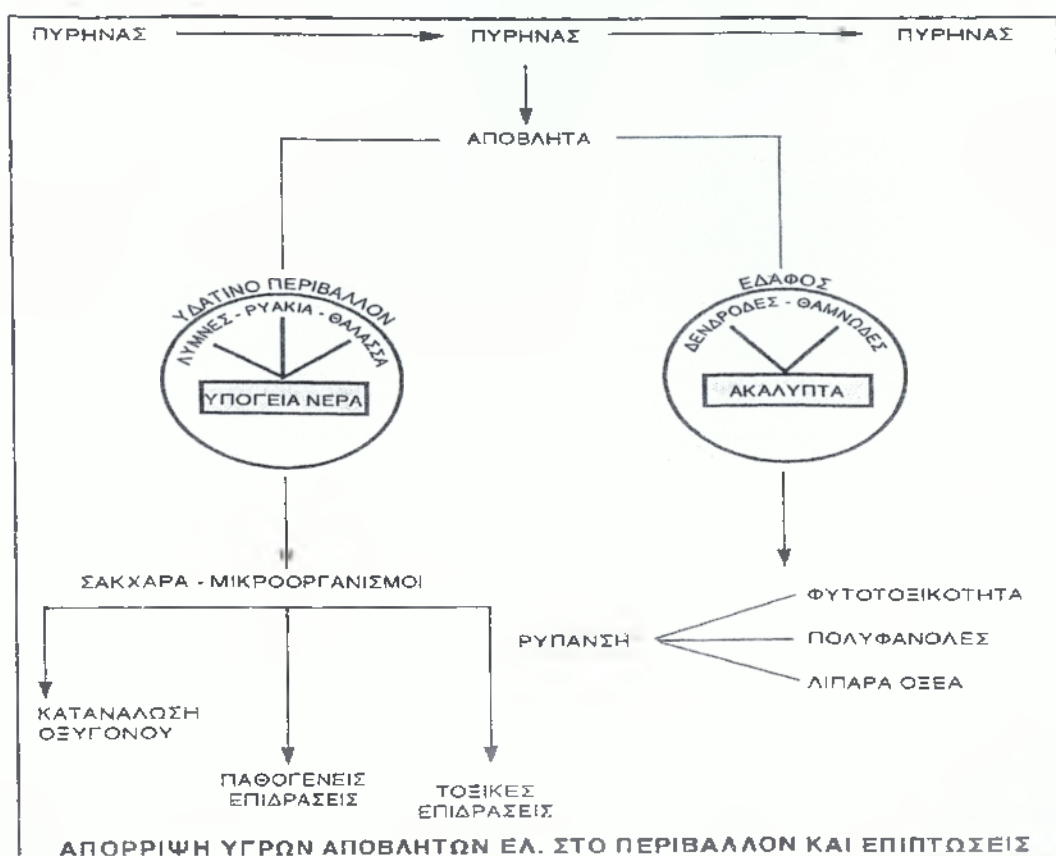 ΠΥΡΗΝΑΣ ΠΥΡΗΝΑΣ ΠΥΡΗΝΑΣ
ΑΠΟΒΛΗΤΑ
ΥΔΑΤΙΝΟ ΠΕΡΙΒΑΛΛΟΝ
ΛΥΜΝΕΣ - ΡΥΑΚΙΑ - ΘΑΛΑΣΣΑ
ΥΠΟΓΕΙΑ ΝΕΡΑ
ΕΔΑΦΟΣ
ΔΕΝΔΡΟΔΕΣ - ΘΑΜΝΩΔΕΣ
ΑΚΑΛΥΠΤΑ
ΣΑΚΧΑΡΑ - ΜΙΚΡΟΟΡΓΑΝΙΣΜΟΙ
ΚΑΤΑΝΑΛΩΣΗ
ΟΞΥΓΟΝΟΥ
ΠΑΘΟΓΕΝΕΙΣ
ΕΠΙΔΡΑΣΕΙΣ
ΤΟΞΙΚΕΣ
ΕΠΙΔΡΑΣΕΙΣ
ΡΥΠΑΝΣΗ
ΦΥΤΟΤΟΞΙΚΟΤΗΤΑ
ΠΟΛΥΦΑΝΟΛΕΣ
ΛΙΠΑΡΑ ΟΞΕΑ
ΑΠΟΡΡΙΨΗ ΥΓΡΩΝ ΑΠΟΒΛΗΤΩΝ ΕΛ. ΣΤΟ ΠΕΡΙΒΑΛΛΟΝ ΚΑΙ ΕΠΙΠΤΩΣΕΙΣ